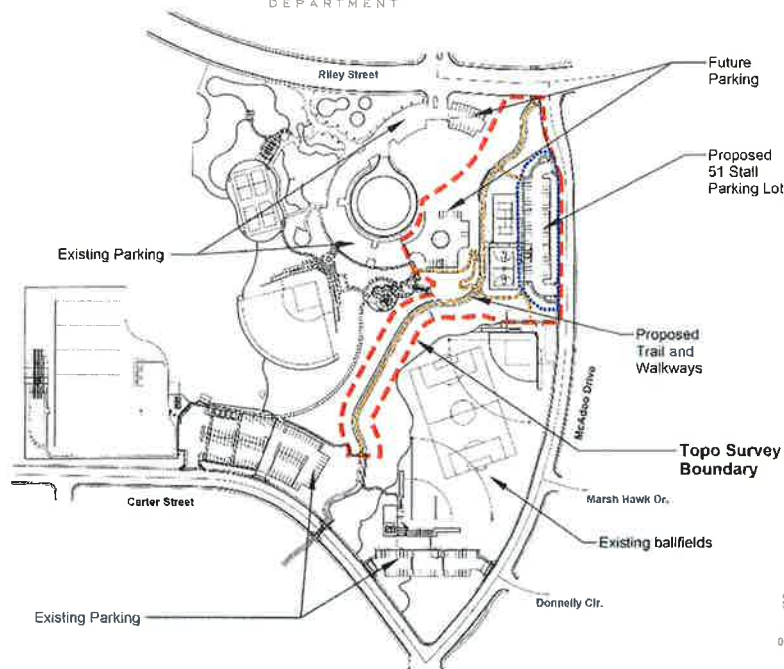 DEPARTMENT
Riley Street
Future
Parking
Proposed
51 Stall
Parking Lot
Existing Parking
Proposed
Trail and
Walkways
McAdoo Drive
Topo Survey
Boundary
Carter Street
Marsh Hawk Dr.
Existing ballfields
Donnelly Cir.
Existing Parking
0